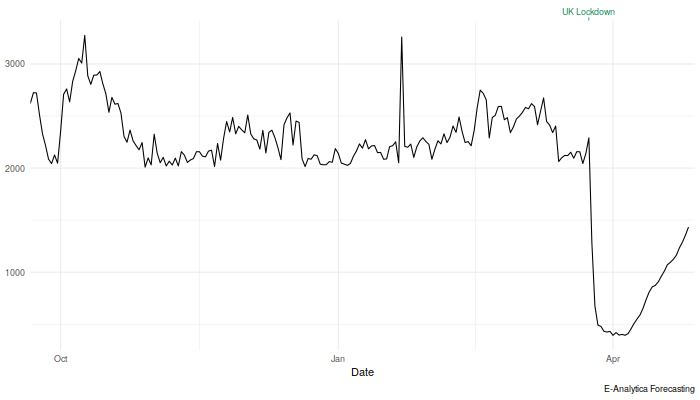 UK Lockdown
3000
2000
1000
Oct
Jan
Apr
Date
E-Analytica Forecasting